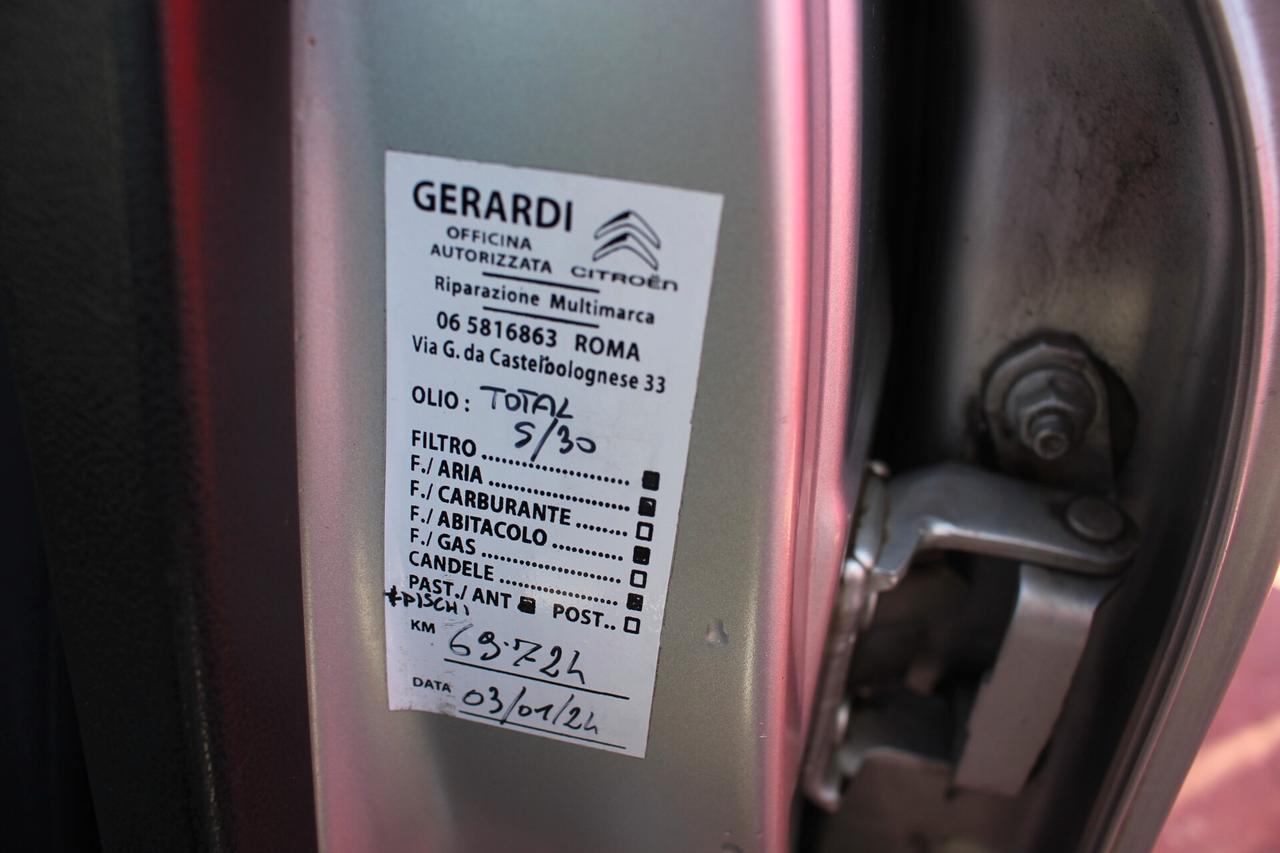 GERARDI
OFFICINA
AUTORIZZATA
CITROËN
Riparazione Multimarca
06 5816863 ROMA
Via G. da Castelbolognese 33
OLIO: TOTAL
5/30
FILTRO
F./ ARIA
F./ CARBURANTE
F./ ABITACOLO
F./ GAS
CANDELE
PAST./ ANT POST..
+DISCHI
KM 69.724
DATA 03/01/24